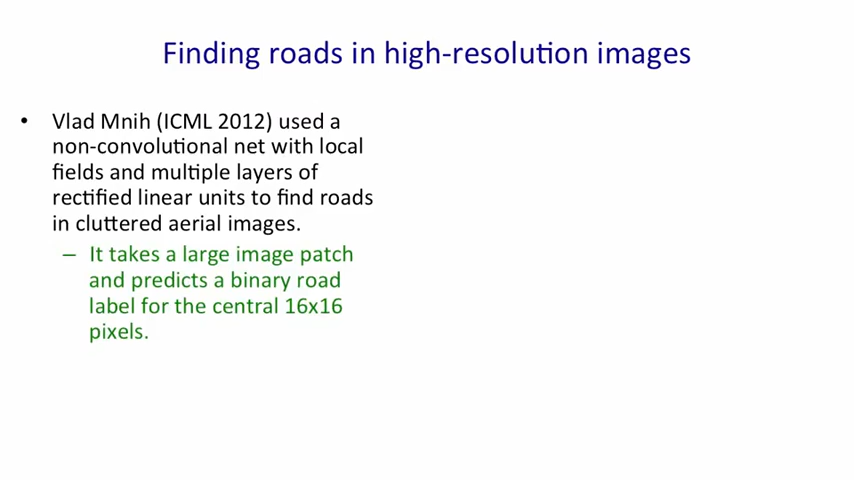 Finding roads in high-resolution images
• Vlad Mnih (ICML 2012) used a
non-convolutional net with local
fields and multiple layers of
rectified linear units to find roads
in cluttered aerial images.
– It takes a large image patch
and predicts a binary road
label for the central 16x16
pixels.